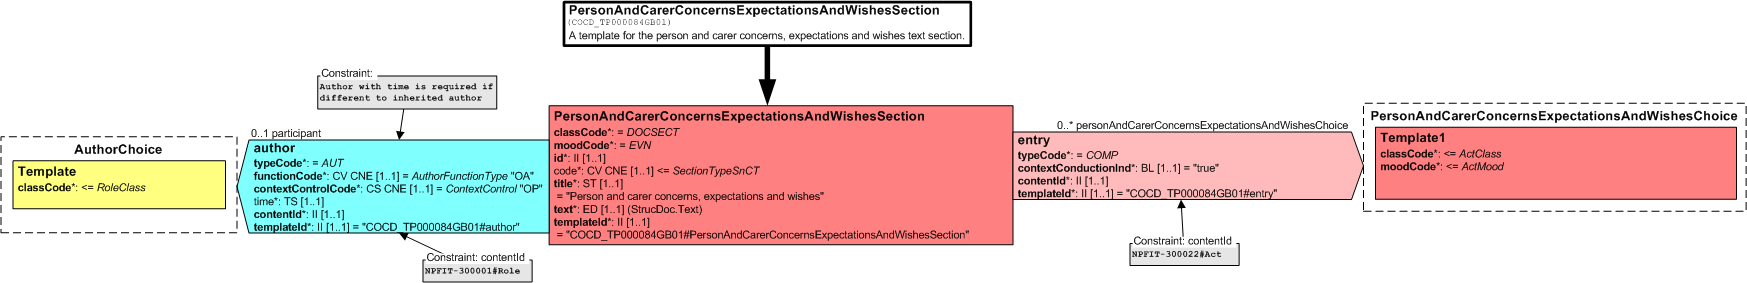 PersonAndCarerConcernsExpectationsAndWishesSection
(COCD_TP000084GB01)
A template for the person and carer concerns, expectations and wishes text section.
Constraint:
Author with time is required if
different to inherited author
0..1 participant
AuthorChoice
Template
classCode*: <= RoleClass
author
typeCode*: = AUT
functionCode*: CV CNE [1..1] = AuthorFunctionType "OA"
contextControlCode*: CS CNE [1..1] = ContextControl "OP"
time*: TS [1..1]
contentId*: II [1..1]
templateId*: II [1..1] = "COCD_TP000084GB01#author"
Constraint: contentId
NPFIT-300001#Role
PersonAndCarerConcernsExpectationsAndWishesSection
classCode*: = DOCSECT
moodCode*: = EVN
id*: II [1..1]
code*: CV CNE [1..1] <= SectionTypeSnCT
title*: ST [1..1]
= "Person and carer concerns, expectations and wishes"
text*: ED [1..1] (StrucDoc.Text)
templateId*: II [1..1]
= "COCD_TP000084GB01#PersonAndCarerConcernsExpectationsAndWishesSection"
0..* personAndCarerConcernsExpectationsAndWishesChoice
entry
typeCode*: = COMP
contextConductionInd*: BL [1..1] = "true"
contentId*: II [1..1]
templateId*: II [1..1] = "COCD_TP000084GB01#entry"
Constraint: contentId
NPFIT-300022#Act
PersonAndCarerConcernsExpectationsAndWishesChoice
Template1
classCode*: <= ActClass
moodCode*: <= ActMood